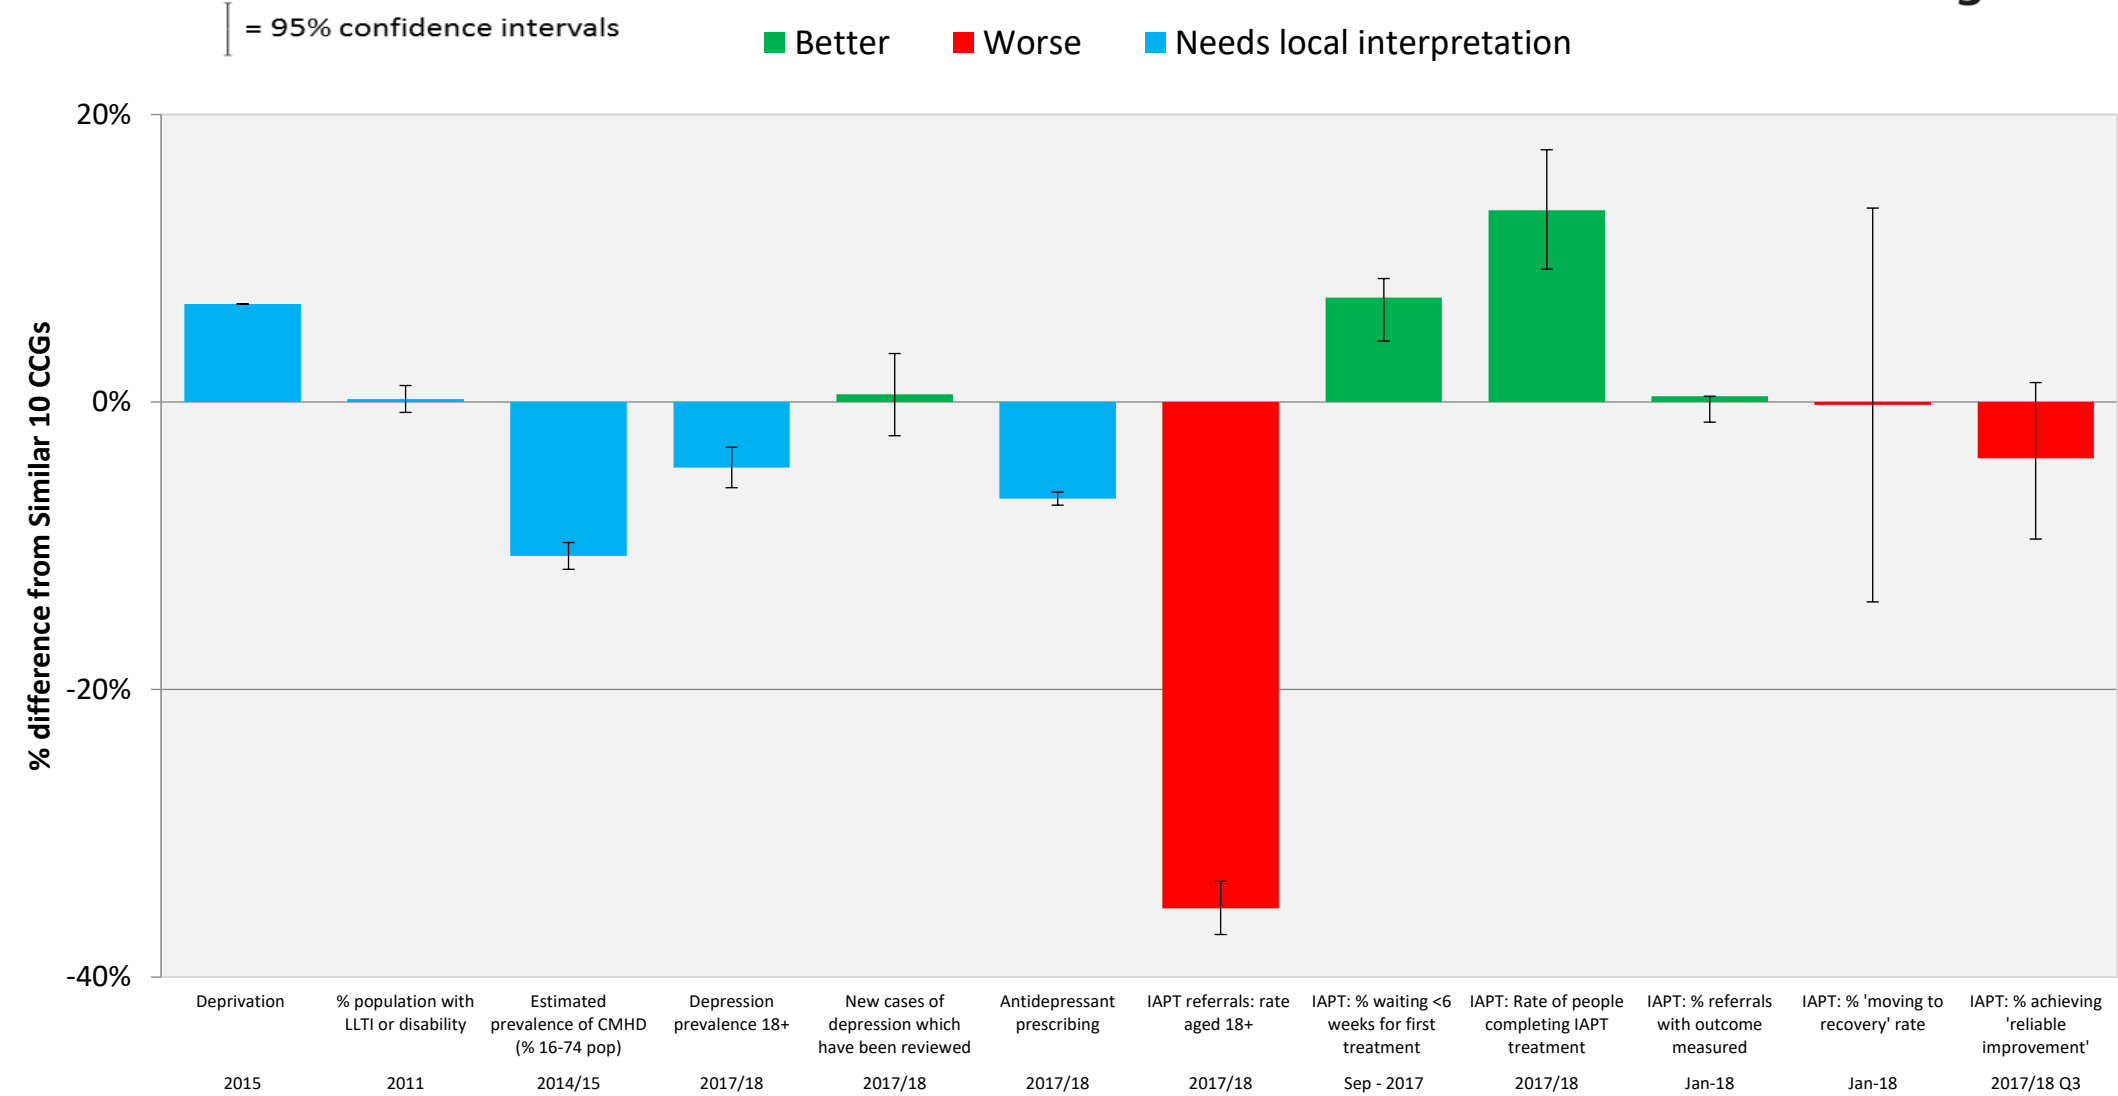 = 95% confidence intervals
Better
Worse
Needs local interpretation
20%
0%
-20%
-40%
% difference from Similar 10 CCGs
Deprivation
2015
% population with
LLTI or disability
2011
Estimated
prevalence of CMHD
(% 16-74 pop)
2014/15
Depression
prevalence 18+
2017/18
New cases of
depression which
have been reviewed
2017/18
Antidepressant
prescribing
2017/18
IAPT referrals: rate
aged 18+
2017/18
IAPT: % waiting <6
weeks for first
treatment
Sep - 2017
IAPT: Rate of people
completing IAPT
treatment
2017/18
IAPT: % referrals
with outcome
measured
Jan-18
IAPT: % 'moving to
recovery' rate
Jan-18
IAPT: % achieving
'reliable
improvement'
2017/18 Q3